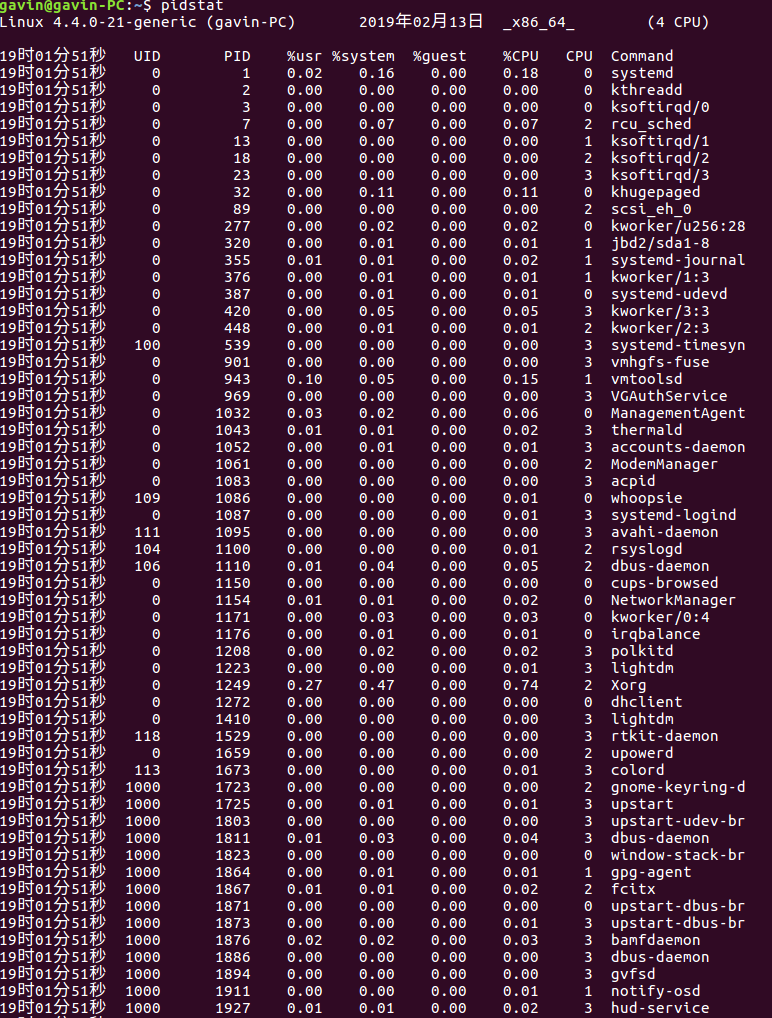 gavin@gavin-PC:~$ pidstat
Linux 4.4.0-21-generic (gavin-PC) 2019年02月13日 _x86_64_ (4 CPU)
19时01分51秒 UID PID %usr %system %guest %CPU CPU Command
19时01分51秒 0 1 0.02 0.16 0.00 0.18 0 systemd
19时01分51秒 0 2 0.00 0.00 0.00 0.00 0 kthreadd
19时01分51秒 0 3 0.00 0.00 0.00 0.00 0 ksoftirqd/0
19时01分51秒 0 7 0.00 0.07 0.00 0.07 2 rcu_sched
19时01分51秒 0 13 0.00 0.00 0.00 0.00 1 ksoftirqd/1
19时01分51秒 0 18 0.00 0.00 0.00 0.00 2 ksoftirqd/2
19时01分51秒 0 23 0.00 0.00 0.00 0.00 3 ksoftirqd/3
19时01分51秒 0 32 0.00 0.11 0.00 0.11 0 khugepaged
19时01分51秒 0 89 0.00 0.00 0.00 0.00 2 scsi_eh_0
19时01分51秒 0 277 0.00 0.02 0.00 0.02 0 kworker/u256:28
19时01分51秒 0 320 0.00 0.01 0.00 0.01 1 jbd2/sda1-8
19时01分51秒 0 355 0.01 0.01 0.00 0.02 1 systemd-journal
19时01分51秒 0 376 0.00 0.01 0.00 0.01 1 kworker/1:3
19时01分51秒 0 387 0.00 0.01 0.00 0.01 0 systemd-udevd
19时01分51秒 0 420 0.00 0.05 0.00 0.05 3 kworker/3:3
19时01分51秒 0 448 0.00 0.01 0.00 0.01 2 kworker/2:3
19时01分51秒 100 539 0.00 0.00 0.00 0.00 3 systemd-timesyn
19时01分51秒 0 901 0.00 0.00 0.00 0.00 3 vmhgfs-fuse
19时01分51秒 0 943 0.10 0.05 0.00 0.15 1 vmtoolsd
19时01分51秒 0 969 0.00 0.00 0.00 0.00 3 VGAuthService
19时01分51秒 0 1032 0.03 0.02 0.00 0.06 0 ManagementAgent
19时01分51秒 0 1043 0.01 0.01 0.00 0.02 3 thermald
19时01分51秒 0 1052 0.00 0.01 0.00 0.01 3 accounts-daemon
19时01分51秒 0 1061 0.00 0.00 0.00 0.00 2 ModemManager
19时01分51秒 0 1083 0.00 0.00 0.00 0.00 3 acpid
19时01分51秒 109 1086 0.00 0.00 0.00 0.01 0 whoopsie
19时01分51秒 0 1087 0.00 0.00 0.00 0.01 3 systemd-logind
19时01分51秒 111 1095 0.00 0.00 0.00 0.00 3 avahi-daemon
19时01分51秒 104 1100 0.00 0.00 0.00 0.01 2 rsyslogd
19时01分51秒 106 1110 0.01 0.04 0.00 0.05 2 dbus-daemon
19时01分51秒 0 1150 0.00 0.00 0.00 0.00 0 cups-browsed
19时01分51秒 0 1154 0.01 0.01 0.00 0.02 0 NetworkManager
19时01分51秒 0 1171 0.00 0.03 0.00 0.03 0 kworker/0:4
19时01分51秒 0 1176 0.00 0.01 0.00 0.01 0 irqbalance
19时01分51秒 0 1208 0.00 0.02 0.00 0.02 3 polkitd
19时01分51秒 0 1223 0.00 0.00 0.00 0.01 3 lightdm
19时01分51秒 0 1249 0.27 0.47 0.00 0.74 2 Xorg
19时01分51秒 0 1272 0.00 0.00 0.00 0.00 0 dhclient
19时01分51秒 0 1410 0.00 0.00 0.00 0.00 3 lightdm
19时01分51秒 118 1529 0.00 0.00 0.00 0.00 3 rtkit-daemon
19时01分51秒 0 1659 0.00 0.00 0.00 0.00 2 upowerd
19时01分51秒 113 1673 0.00 0.00 0.00 0.01 3 colord
19时01分51秒 1000 1723 0.00 0.00 0.00 0.00 2 gnome-keyring-d
19时01分51秒 1000 1725 0.00 0.01 0.00 0.01 3 upstart
19时01分51秒 1000 1803 0.00 0.00 0.00 0.00 3 upstart-udev-br
19时01分51秒 1000 1811 0.01 0.03 0.00 0.04 3 dbus-daemon
19时01分51秒 1000 1823 0.00 0.00 0.00 0.00 0 window-stack-br
19时01分51秒 1000 1864 0.00 0.01 0.00 0.01 1 gpg-agent
19时01分51秒 1000 1867 0.01 0.01 0.00 0.02 2 fcitx
19时01分51秒 1000 1871 0.00 0.00 0.00 0.00 0 upstart-dbus-br
19时01分51秒 1000 1873 0.00 0.00 0.00 0.01 3 upstart-dbus-br
19时01分51秒 1000 1876 0.02 0.02 0.00 0.03 3 bamfdaemon
19时01分51秒 1000 1886 0.00 0.00 0.00 0.00 3 dbus-daemon
19时01分51秒 1000 1894 0.00 0.00 0.00 0.00 3 gvfsd
19时01分51秒 1000 1911 0.00 0.00 0.00 0.01 1 notify-osd
19时01分51秒 1000 1927 0.01 0.01 0.00 0.02 3 hud-service